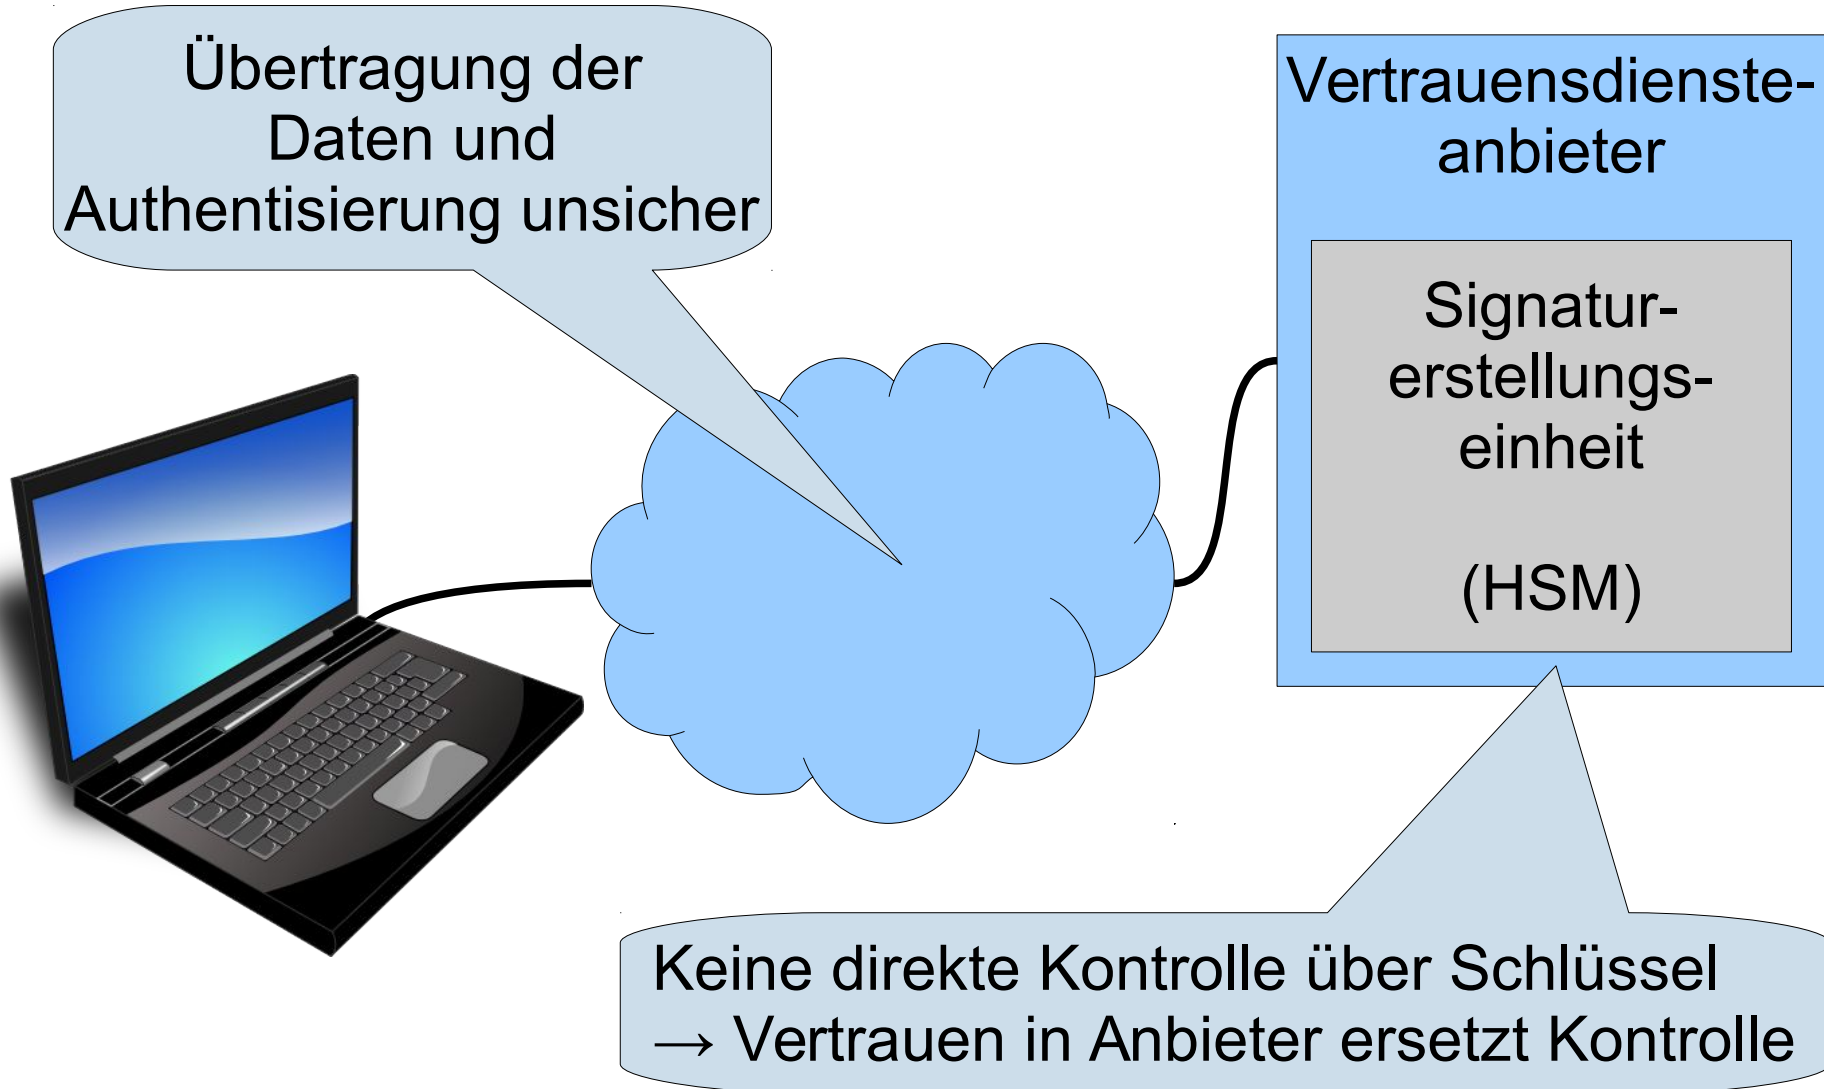 Übertragung der
Daten und
Authentisierung unsicher
Vertrauensdienste-
anbieter
Signatur-
erstellungs-
einheit
(HSM)
Keine direkte Kontrolle über Schlüssel
→ Vertrauen in Anbieter ersetzt Kontrolle